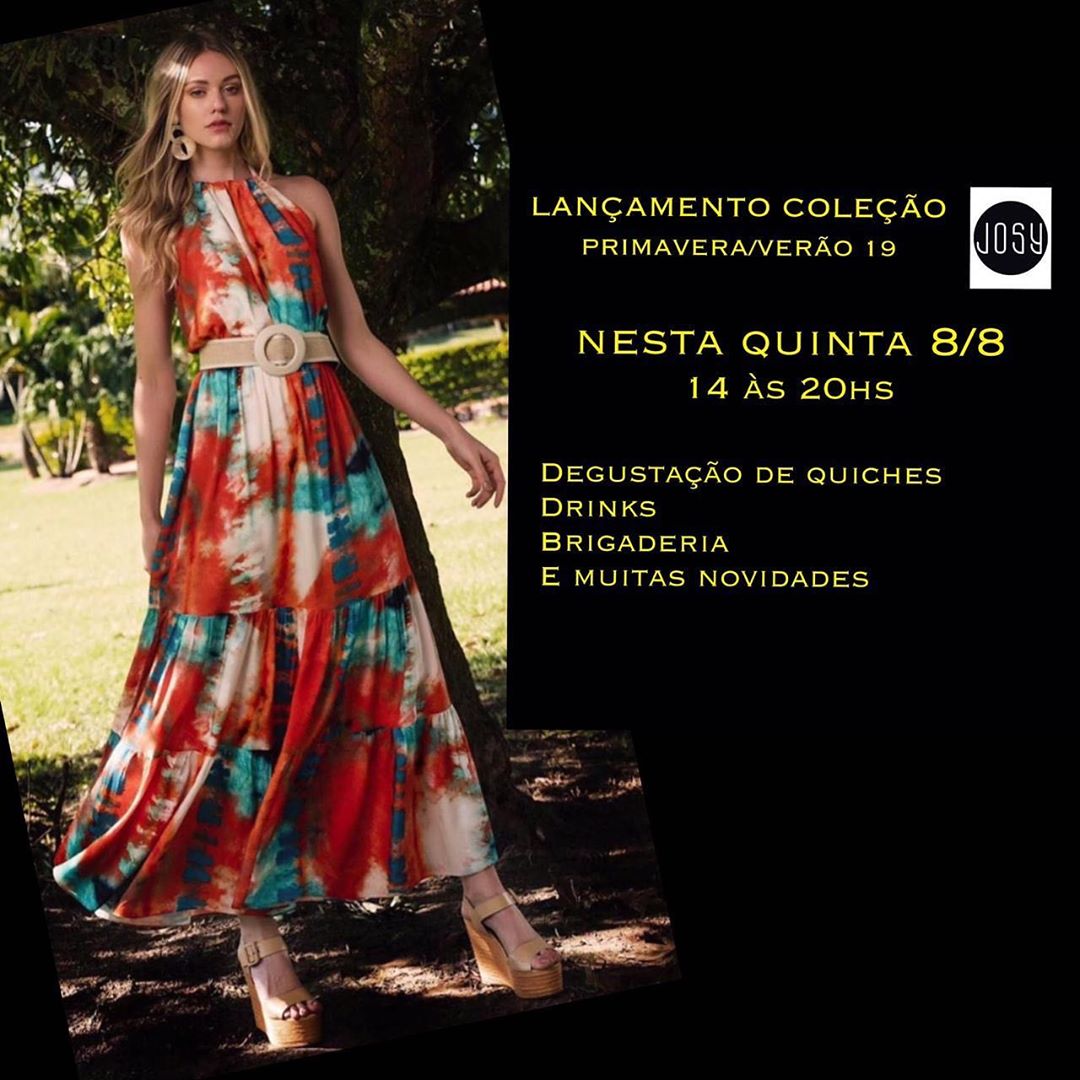 LANÇAMENTO COLEÇÃO
PRIMAVERA/VERÃO 19
JOSY
NESTA QUINTA 8/8
14 ÀS 20HS
DEGUSTAÇÃO DE QUICHES
DRINKS
BRIGADERIA
E MUITAS NOVIDADES